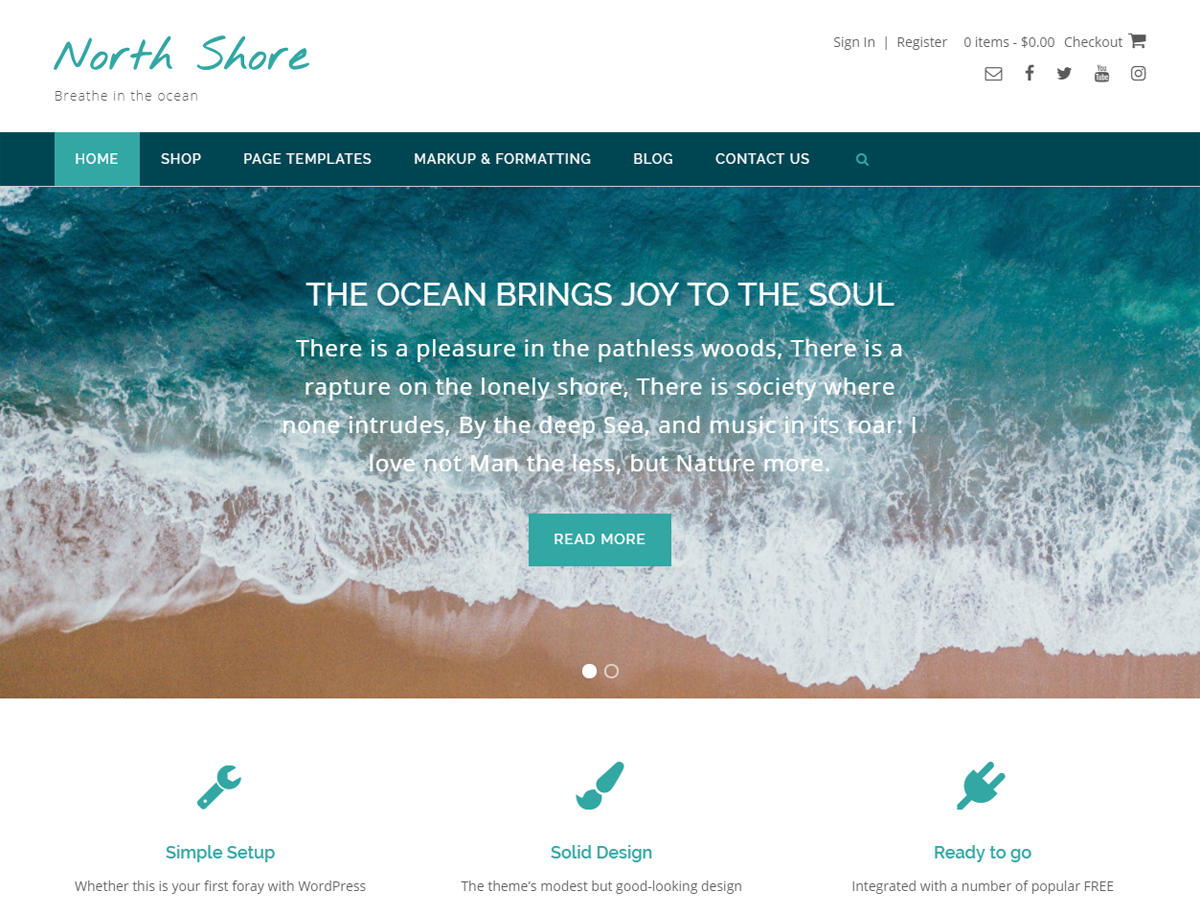 North Shore
Breathe in the ocean
Sign In | Register 0 items - $0.00 Checkout
You
Tube
HOME SHOP PAGE TEMPLATES MARKUP & FORMATTING BLOG CONTACT US
THE OCEAN BRINGS JOY TO THE SOUL
There is a pleasure in the pathless woods, There is a
rapture on the lonely shore, There is society where
none intrudes, By the deep Sea, and music in its roar: I
love not Man the less, but Nature more.
READ MORE
Simple Setup Solid Design Ready to go
Whether this is your first foray with WordPress The theme’s modest but good-looking design Integrated with a number of popular FREE